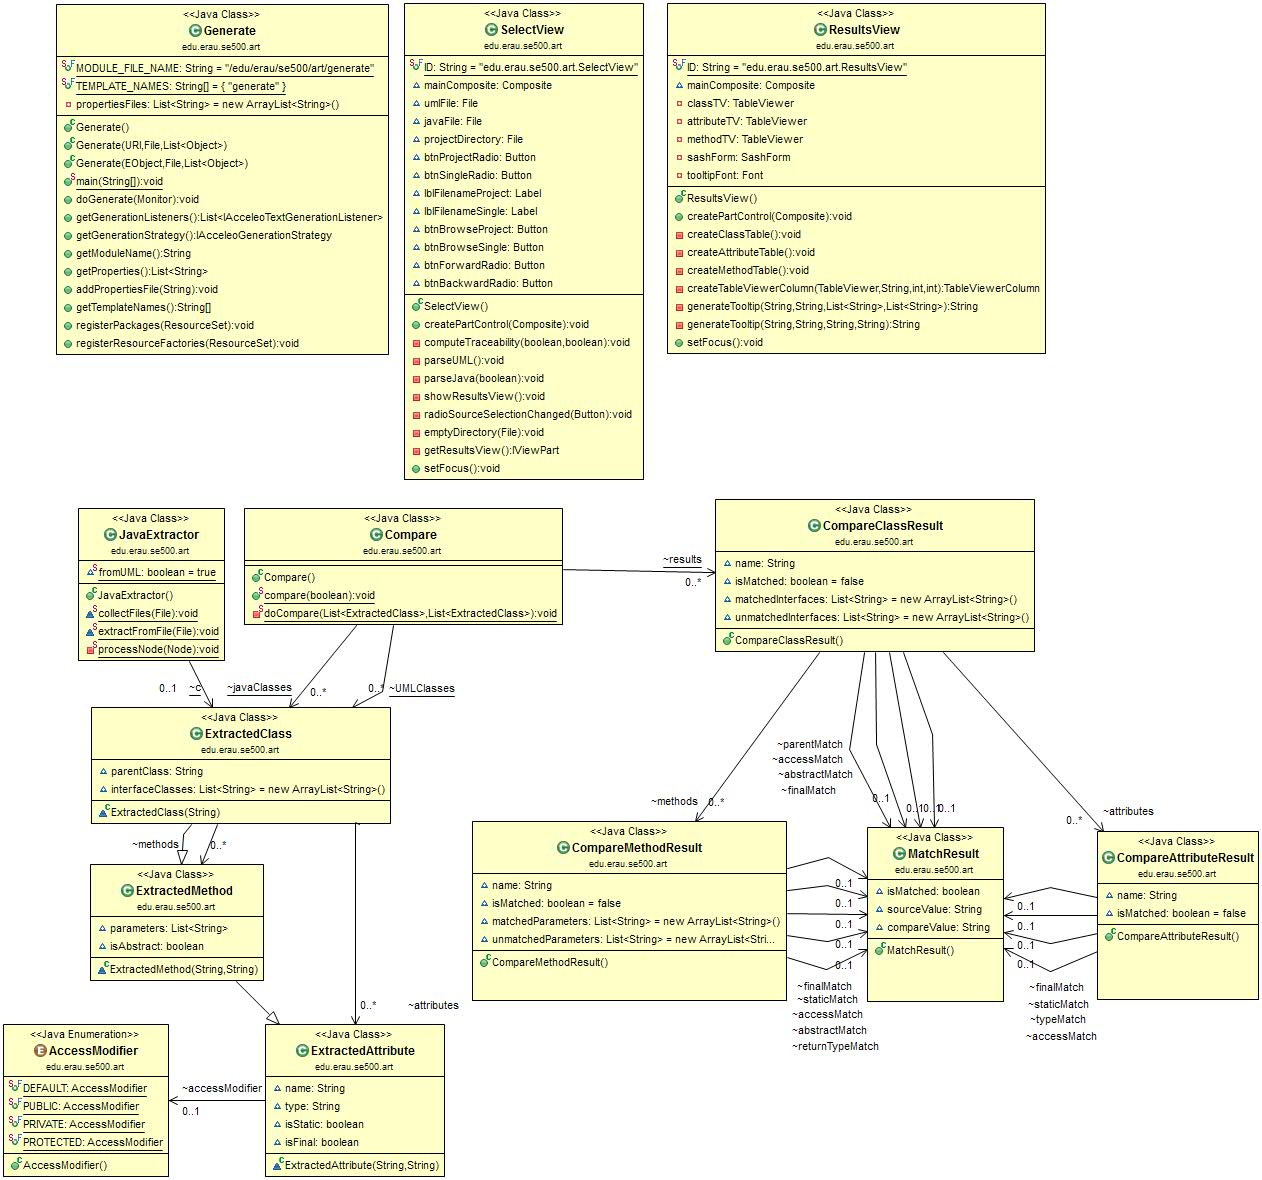 <<Java Class>>
Generate
edu.erau.se500.art
MODULE_FILE_NAME: String = "/edu/erau/se500/art/generate"
TEMPLATE_NAMES: String[] = { "generate" }
propertiesFiles: List<String> = new ArrayList<String>()
Generate()
Generate(URI,File,List<Object>)
Generate(EObject,File,List<Object>)
main(String[]):void
doGenerate(Monitor):void
getGenerationListeners():List<IAcceleoTextGenerationListener>
getGenerationStrategy():IAcceleoGenerationStrategy
getModuleName():String
getProperties():List<String>
addPropertiesFile(String):void
getTemplateNames():String[]
registerPackages(ResourceSet):void
registerResourceFactories(ResourceSet):void
<<Java Class>>
SelectView
edu.erau.se500.art
ID: String = "edu.erau.se500.art.SelectView"
mainComposite: Composite
umlFile: File
javaFile: File
projectDirectory: File
btnProjectRadio: Button
btnSingleRadio: Button
lblFilenameProject: Label
lblFilenameSingle: Label
btnBrowseProject: Button
btnBrowseSingle: Button
btnForwardRadio: Button
btnBackwardRadio: Button
SelectView()
createPartControl(Composite):void
computeTraceability(boolean,boolean):void
parseUML():void
parseJava(boolean):void
showResultsView():void
radioSourceSelectionChanged(Button):void
emptyDirectory(File):void
getResultsView():IViewPart
setFocus():void
<<Java Class>>
ResultsView
edu.erau.se500.art
ID: String = "edu.erau.se500.art.ResultsView"
mainComposite: Composite
classTV: TableViewer
attributeTV: TableViewer
methodTV: TableViewer
sashForm: SashForm
tooltipFont: Font
ResultsView()
createPartControl(Composite):void
createClassTable():void
createAttributeTable():void
createMethodTable():void
createTableViewerColumn(TableViewer,String,int,int):TableViewerColumn
generateTooltip(String,String,List<String>,List<String>):String
generateTooltip(String,String,String,String):String
setFocus():void
<<Java Class>>
JavaExtractor
edu.erau.se500.art
fromUML: boolean = true
JavaExtractor()
collectFiles(File):void
extractFromFile(File):void
processNode(Node):void
<<Java Class>>
Compare
edu.erau.se500.art
Compare()
compare(boolean):void
doCompare(List<ExtractedClass>,List<ExtractedClass>):void
~results
0..*
<<Java Class>>
CompareClassResult
edu.erau.se500.art
name: String
isMatched: boolean = false
matchedInterfaces: List<String> = new ArrayList<String>()
unmatchedInterfaces: List<String> = new ArrayList<String>()
CompareClassResult()
0..1
~c
~javaClasses
0..*
0..*
~UMLClasses
<<Java Class>>
ExtractedClass
edu.erau.se500.art
parentClass: String
interfaceClasses: List<String> = new ArrayList<String>()
ExtractedClass(String)
~parentMatch
~accessMatch
~abstractMatch
~finalMatch
0..1
0..1
0..1
0..1
~methods
0..*
~attributes
0..*
~methods
0..*
<<Java Class>>
ExtractedMethod
edu.erau.se500.art
parameters: List<String>
isAbstract: boolean
ExtractedMethod(String,String)
<<Java Class>>
CompareMethodResult
edu.erau.se500.art
name: String
isMatched: boolean = false
matchedParameters: List<String> = new ArrayList<String>()
unmatchedParameters: List<String> = new ArrayList<Stri...
CompareMethodResult()
0..1
0..1
0..1
0..1
0..1
~finalMatch
~staticMatch
~accessMatch
~abstractMatch
~returnTypeMatch
<<Java Class>>
MatchResult
edu.erau.se500.art
isMatched: boolean
sourceValue: String
compareValue: String
MatchResult()
0..1
0..1
0..1
0..1
~finalMatch
~staticMatch
~typeMatch
~accessMatch
<<Java Class>>
CompareAttributeResult
edu.erau.se500.art
name: String
isMatched: boolean = false
CompareAttributeResult()
0..*
~attributes
<<Java Enumeration>>
AccessModifier
edu.erau.se500.art
DEFAULT: AccessModifier
PUBLIC: AccessModifier
PRIVATE: AccessModifier
PROTECTED: AccessModifier
AccessModifier()
~accessModifier
0..1
<<Java Class>>
ExtractedAttribute
edu.erau.se500.art
name: String
type: String
isStatic: boolean
isFinal: boolean
ExtractedAttribute(String,String)